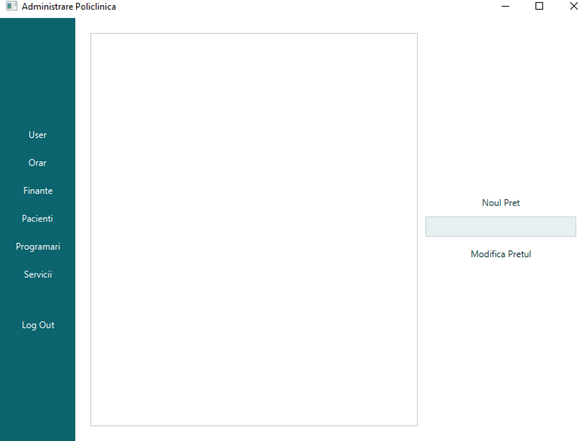 Administrare Policlinica
User
Orar
Finante
Pacienti
Programari
Servicii
Log Out
Noul Pret
Modifica Pretul